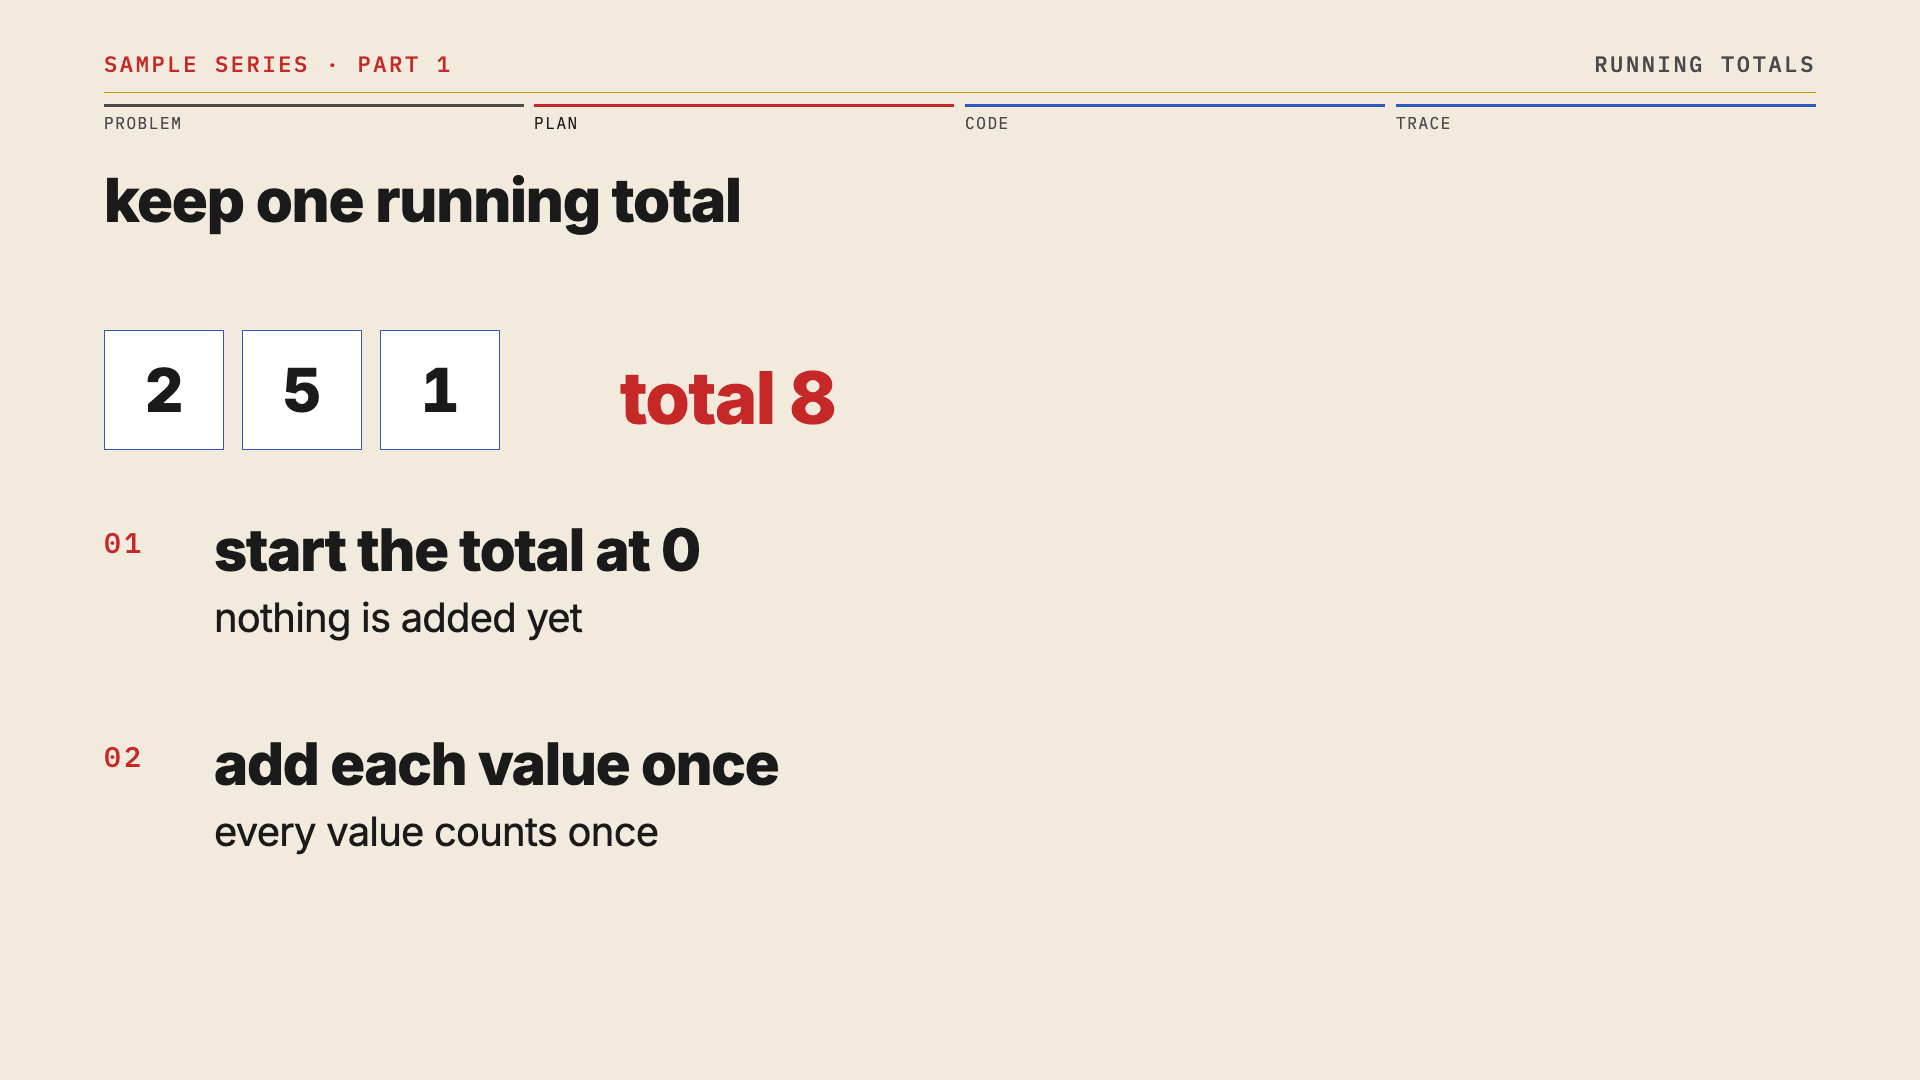 SAMPLE SERIES · PART 1
RUNNING TOTALS
PROBLEM
PLAN
CODE
TRACE
keep one running total
2 5 1
total 8
01
start the total at 0
nothing is added yet
02
add each value once
every value counts once